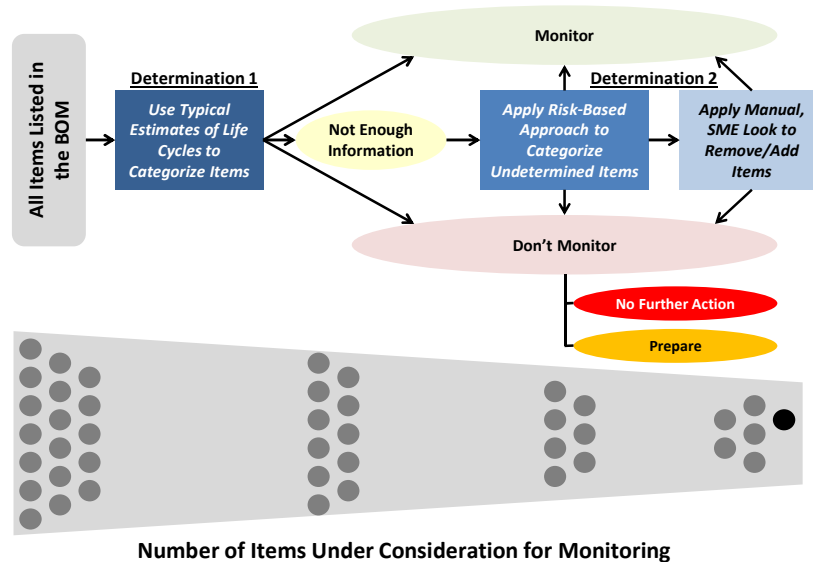 Monitor
All Items Listed in
the BOM
Determination 1
Use Typical
Estimates of Life
Cycles to
Categorize Items
Not Enough
Information
Determination 2
Apply Risk-Based
Approach to
Categorize
Undetermined Items
Apply Manual,
SME Look to
Remove/Add
Items
Don't Monitor
No Further Action
Prepare
Number of Items Under Consideration for Monitoring